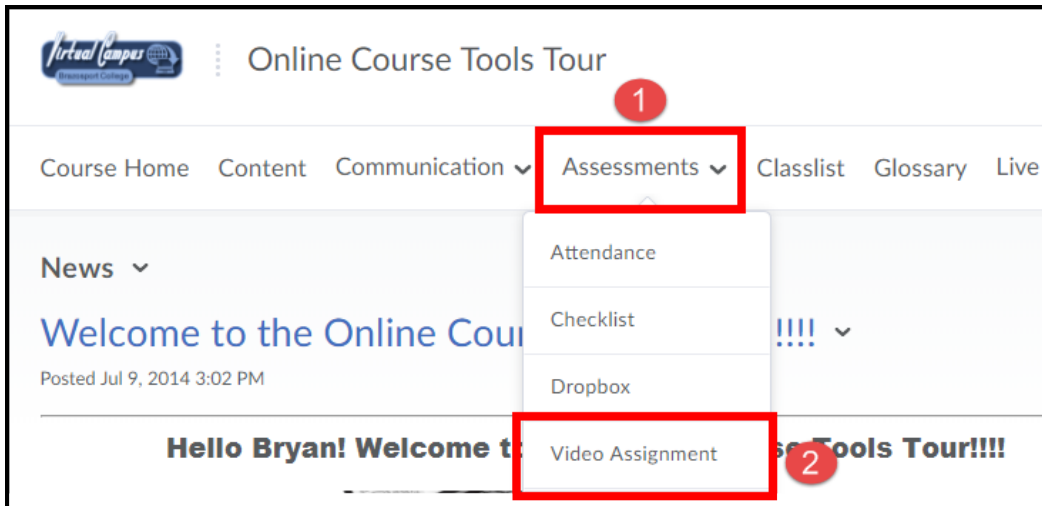 Virtual Campus
Brainsport College
Online Course Tools Tour
1
Course Home Content Communication Assessments Classlist Glossary Live
Attendance
News
Checklist
Welcome to the Online Cour !!!!
Posted Jul 9, 2014 3:02 PM
Dropbox
Hello Bryan! Welcome t se Tools Tour!!!!
Video Assignment
2